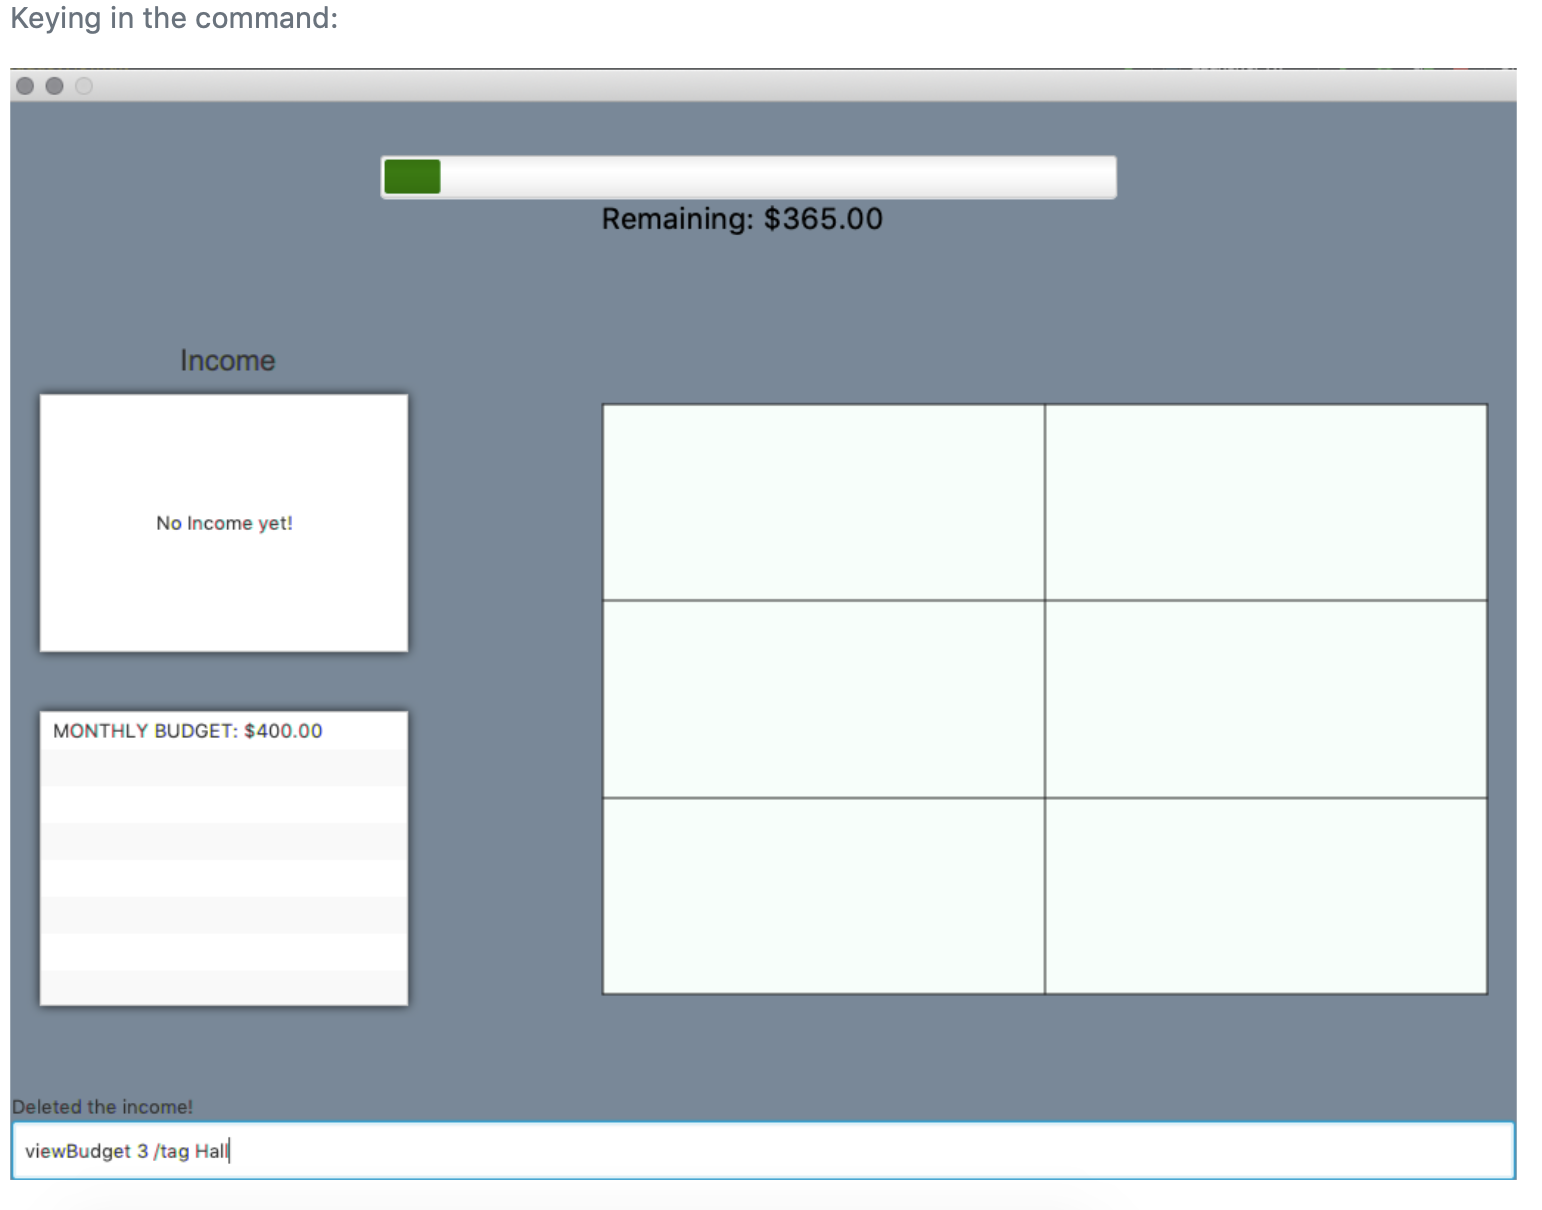 Keying in the command:
Remaining: $365.00
Income
No Income yet!
MONTHLY BUDGET: $400.00
Deleted the income!
viewBudget 3 /tag Hall